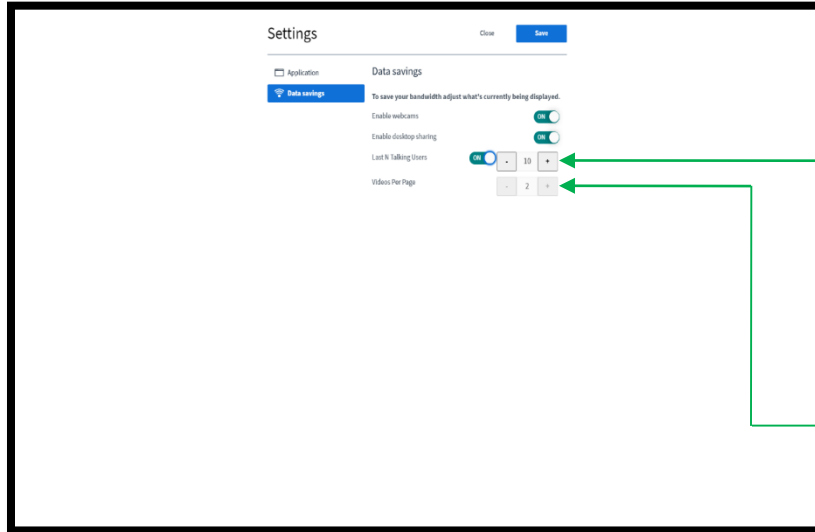 Settings
Close
Save
Application
Data savings
Data savings
To save your bandwidth adjust what's currently being displayed.
Enable webcams
ON
Enable desktop sharing
ON
Last N Talking Users
ON
- 10 +
Videos Per Page
- 2 +